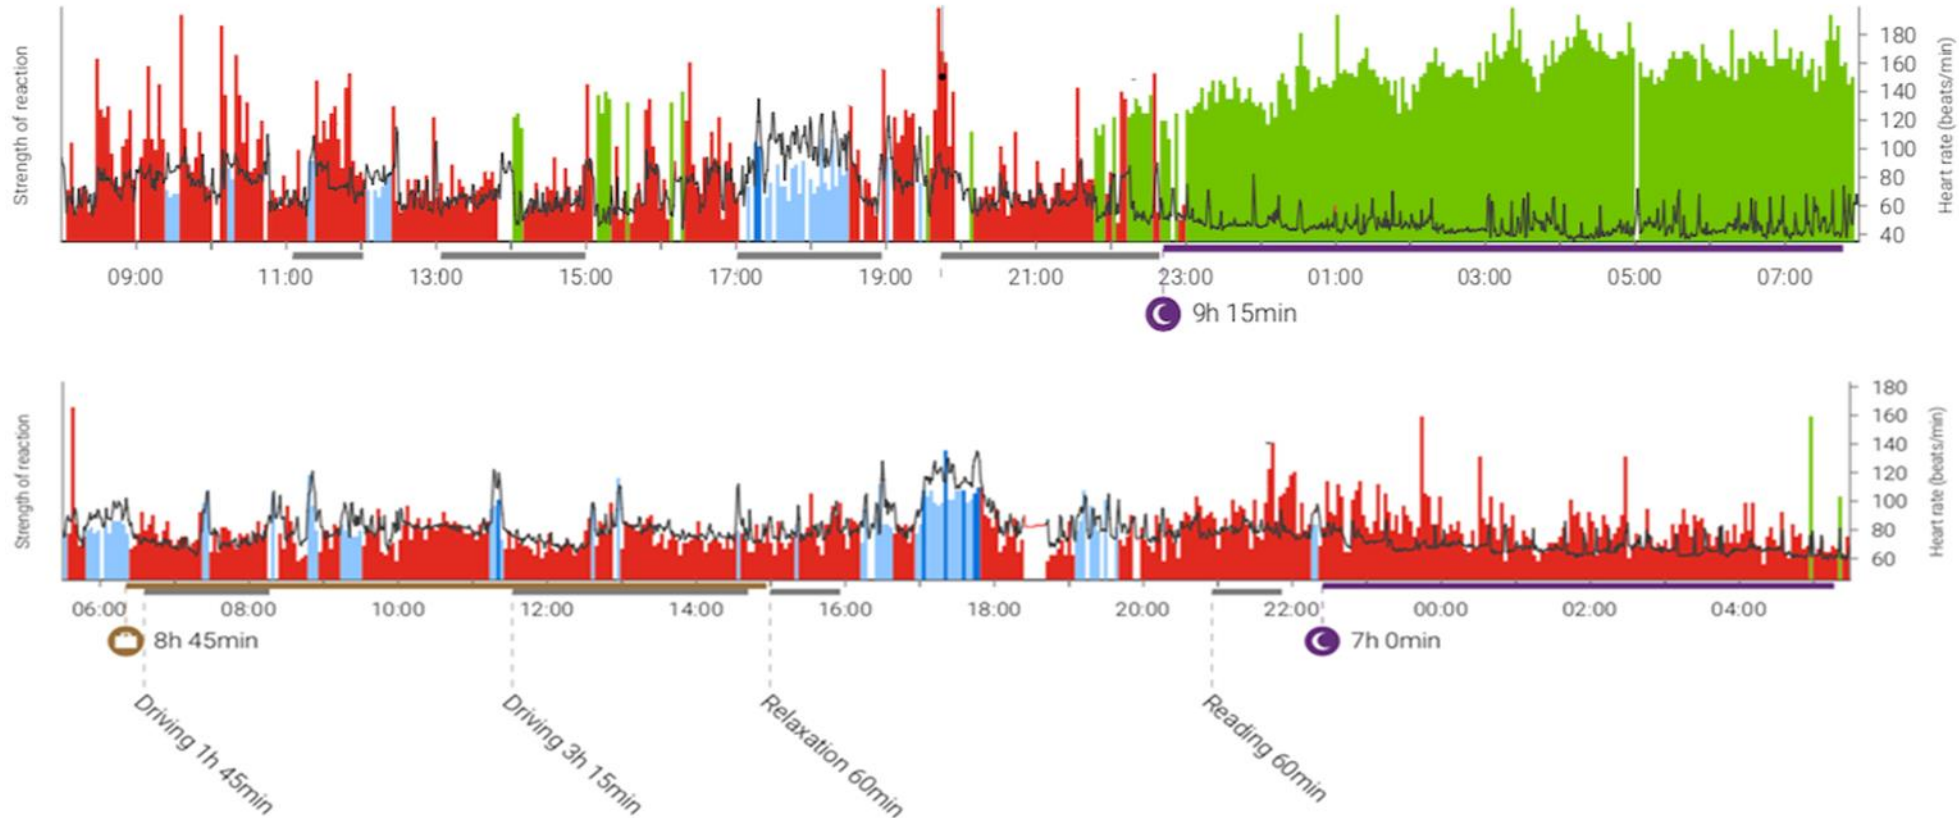 Strength of reaction
180
160
140
120
100
80
60
40
Heart rate (beats/min)
09:00 11:00 13:00 15:00 17:00 19:00 21:00 23:00 01:00 03:00 05:00 07:00
9h 15min
Strength of reaction
180
160
140
120
100
80
60
Heart rate (beats/min)
06:00 08:00 10:00 12:00 14:00 16:00 18:00 20:00 22:00 00:00 02:00 04:00
8h 45min
7h 0min
Driving 1h 45min
Driving 3h 15min
Relaxation 60min
Reading 60min